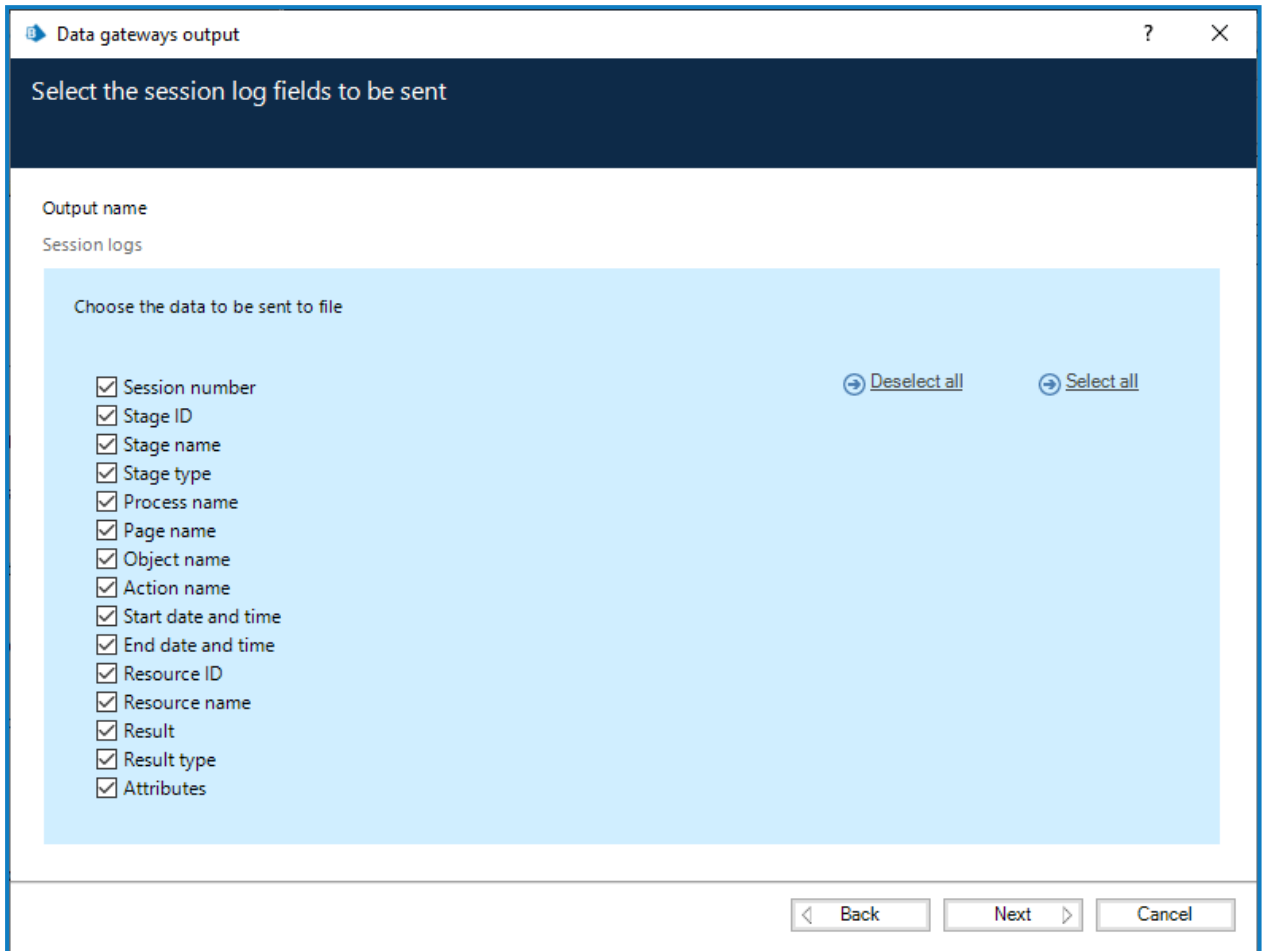 Data gateways output ?
Select the session log fields to be sent
Output name
Session logs
Choose the data to be sent to file
Session number Deselect all Select all
Stage ID
Stage name
Stage type
Process name
Page name
Object name
Action name
Start date and time
End date and time
Resource ID
Resource name
Result
Result type
Attributes
Back Next Cancel